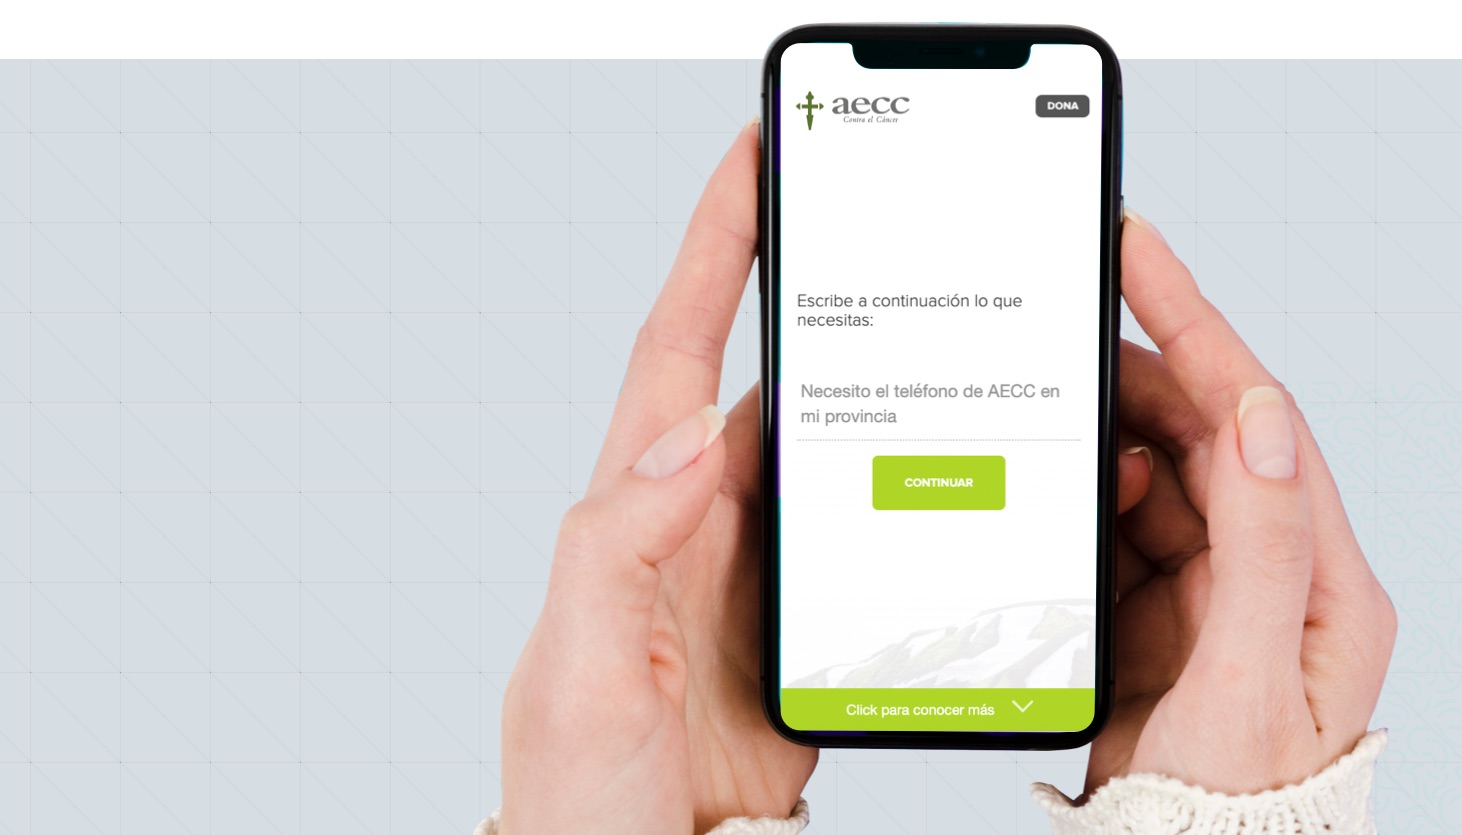 aecc
Contra el Cáncer
DONA
Escribe a continuación lo que
necesitas:
Necesito el teléfono de AECC en
mi provincia
CONTINUAR
Click para conocer más